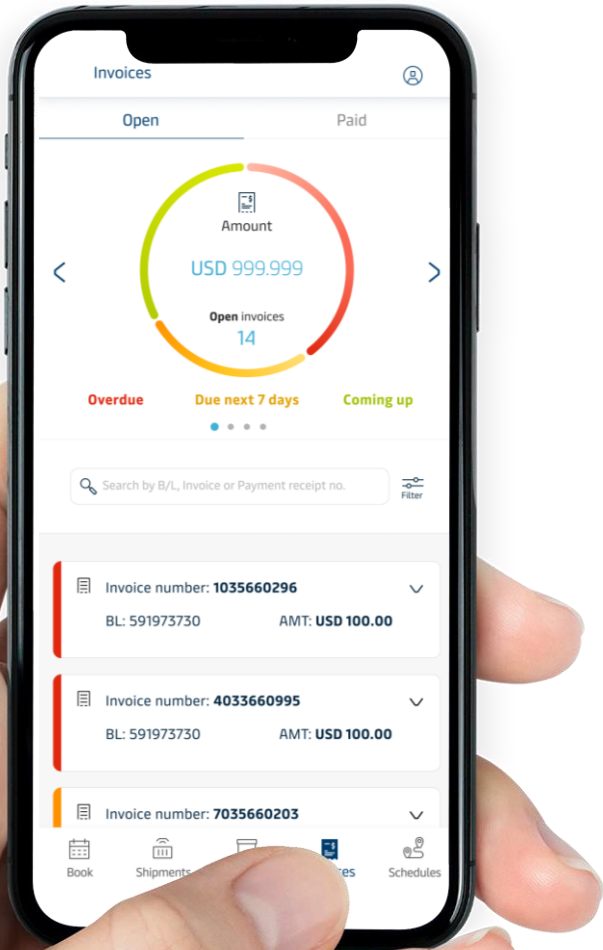 Invoices
Open Paid
Amount
USD 999.999
Open invoices
14
Overdue Due next 7 days Coming up
Search by B/L, Invoice or Payment receipt no.
Filter
Invoice number: 1035660296
BL: 591973730 AMT: USD 100.00
Invoice number: 4033660995
BL: 591973730 AMT: USD 100.00
Invoice number: 7035660203
Book Shipments Schedules